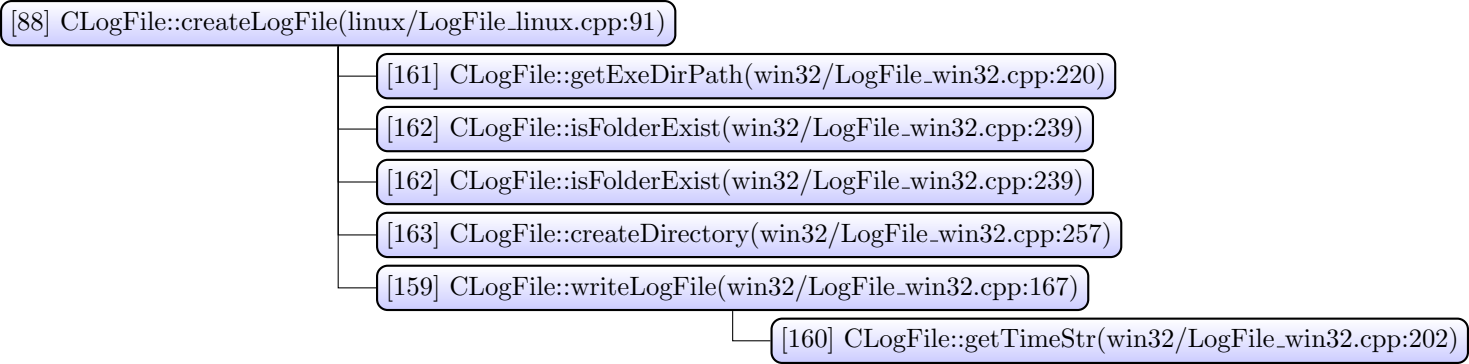 [88] CLogFile::createLogFile(linux/LogFile_linux.cpp:91)
[161] CLogFile::getExeDirPath(win32/LogFile_win32.cpp:220)
[162] CLogFile::isFolderExist(win32/LogFile_win32.cpp:239)
[162] CLogFile::isFolderExist(win32/LogFile_win32.cpp:239)
[163] CLogFile::createDirectory(win32/LogFile_win32.cpp:257)
[159] CLogFile::writeLogFile(win32/LogFile_win32.cpp:167)
[160] CLogFile::getTimeStr(win32/LogFile_win32.cpp:202)